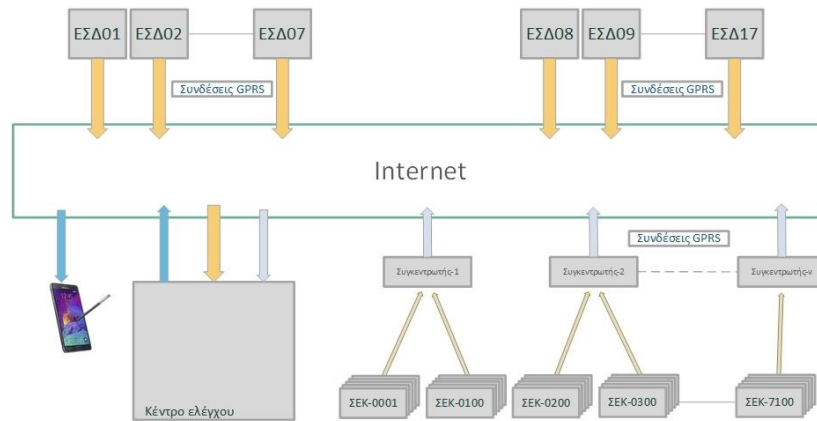 ΕΣΔ01 ΕΣΔ02 ΕΣΔ07 ΕΣΔ08 ΕΣΔ09 ΕΣΔ17
Συνδέσεις GPRS Συνδέσεις GPRS
Internet
Συνδέσεις GPRS
Συγκεντρωτής-1 Συγκεντρωτής-2 Συγκεντρωτής-ν
ΣΕΚ-0001 ΣΕΚ-0100 ΣΕΚ-0200 ΣΕΚ-0300 ΣΕΚ-7100
Κέντρο ελέγχου